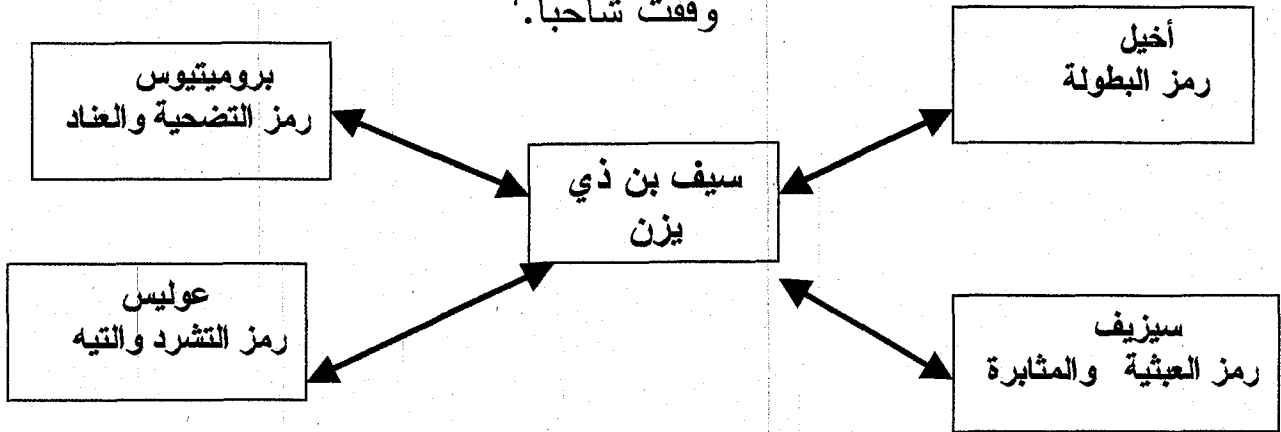 وقفت شاحبا.
أخيل
رمز البطولة
بروميتيوس
رمز التضحية والعناد
سيف بن ذي
يزن
عوليس
رمز التشرد والتيه
سيزيف
رمز العبثية والمثابرة